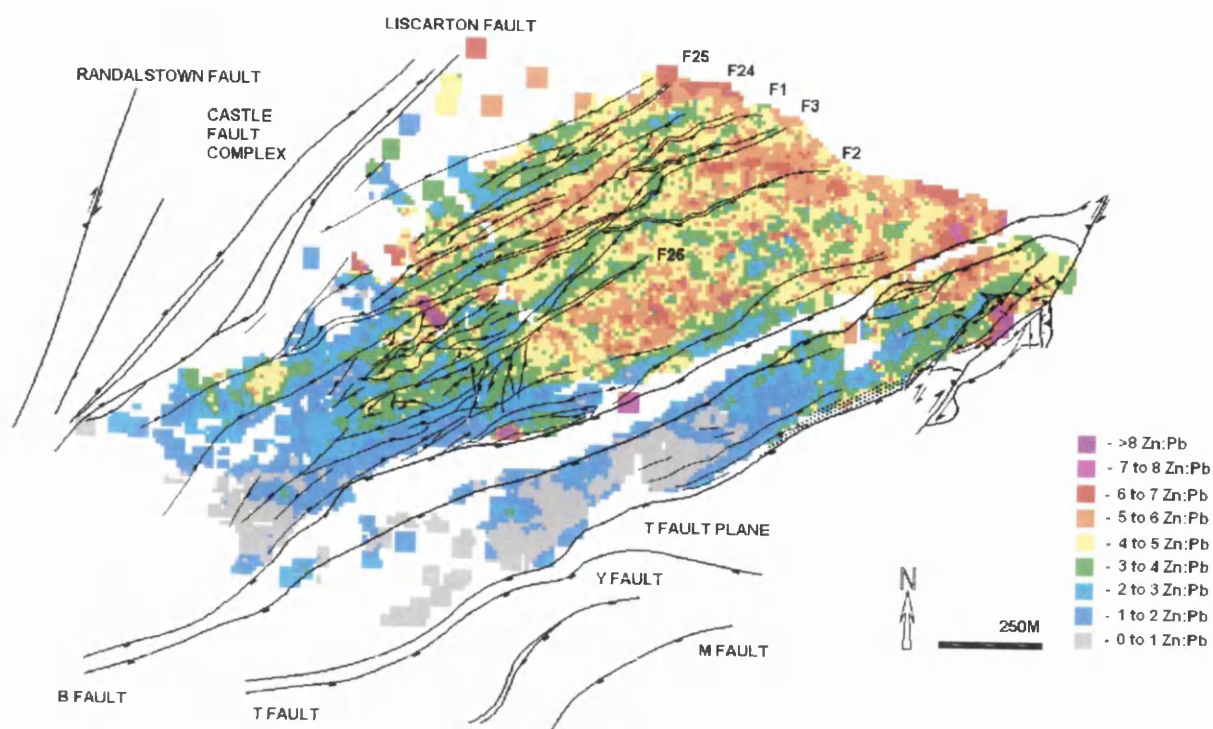 LISCARTON FAULT
RANDALSTOWN FAULT
CASTLE
FAULT
COMPLEX
F25
F24
F1
F3
F2
F26
T FAULT PLANE
Y FAULT
M FAULT
B FAULT
T FAULT
N
250M
- >8 Zn:Pb
- 7 to 8 Zn:Pb
- 6 to 7 Zn:Pb
- 5 to 6 Zn:Pb
- 4 to 5 Zn:Pb
- 3 to 4 Zn:Pb
- 2 to 3 Zn:Pb
- 1 to 2 Zn:Pb
- 0 to 1 Zn:Pb